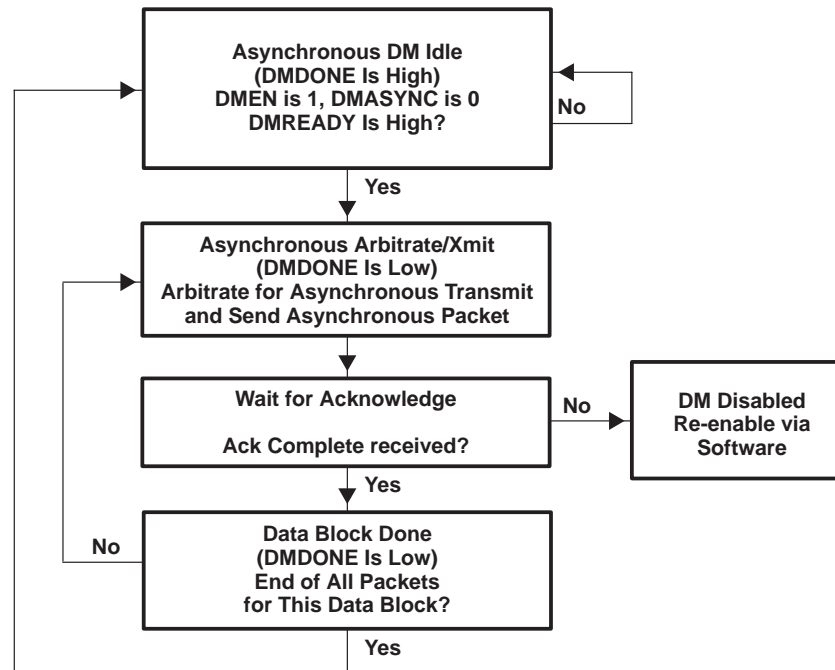 Asynchronous DM Idle
(DMDONE Is High)
DMEN is 1, DMASYNC is 0
DMREADY Is High?
No
Yes
Asynchronous Arbitrate/Xmit
(DMDONE Is Low)
Arbitrate for Asynchronous Transmit
and Send Asynchronous Packet
Wait for Acknowledge
Ack Complete received?
No
DM Disabled
Re-enable via
Software
Yes
Data Block Done
(DMDONE Is Low)
End of All Packets
for This Data Block?
No
Yes